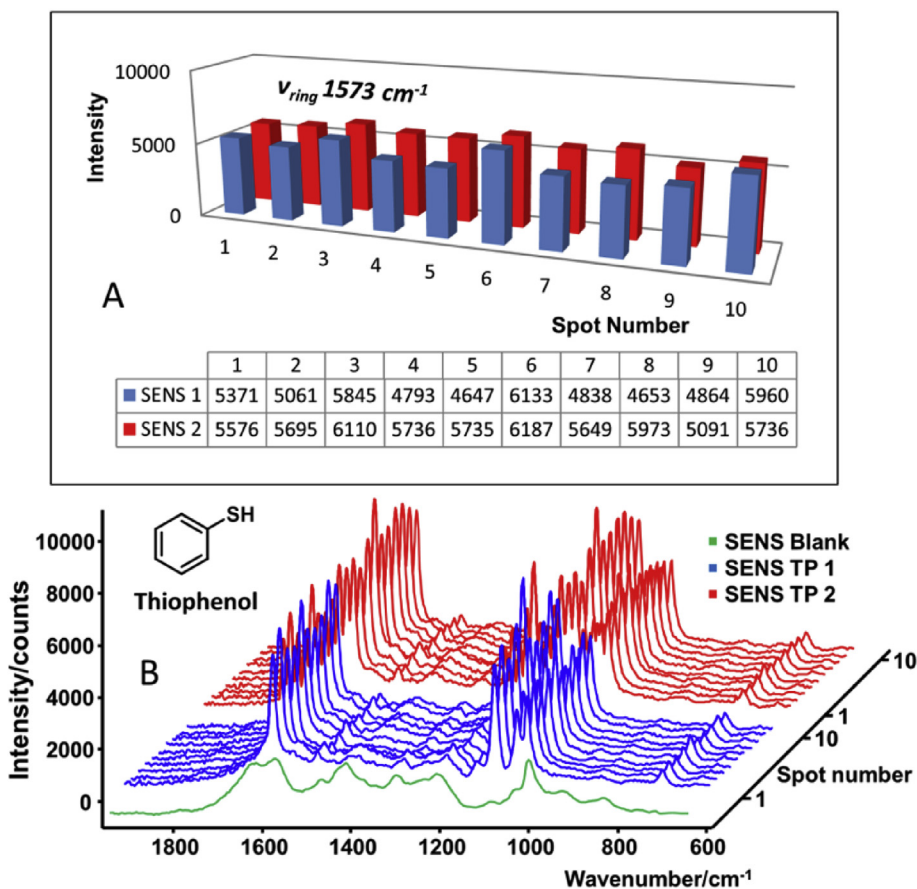 10000
ν_ring 1573 cm⁻¹
Intensity
5000
0
1 2 3 4 5 6 7 8 9 10
A
Spot Number
1 2 3 4 5 6 7 8 9 10
SENS 1 5371 5061 5845 4793 4647 6133 4838 4653 4864 5960
SENS 2 5576 5695 6110 5736 5735 6187 5649 5973 5091 5736
SH
Thiophenol
SENS Blank
SENS TP 1
SENS TP 2
B
Intensity/counts
10000
8000
6000
4000
2000
0
10
1
10
1
Spot number
1800 1600 1400 1200 1000 800 600
Wavenumber/cm⁻¹